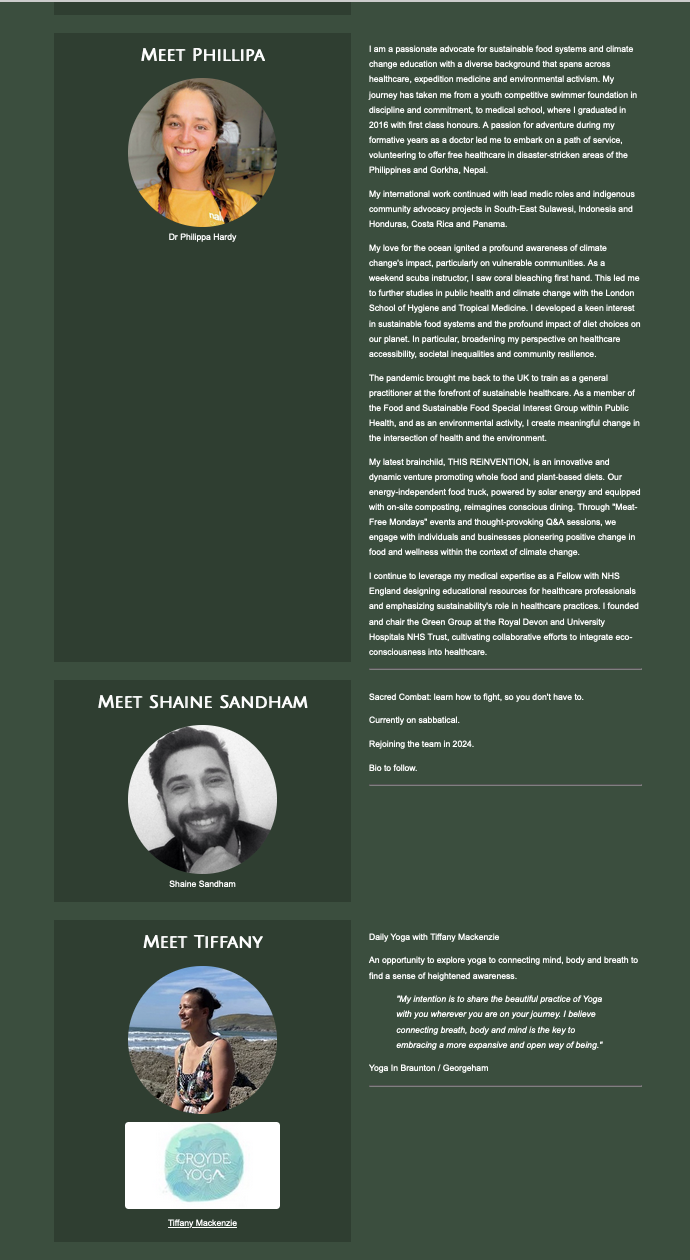 Meet Phillipa
Dr Philippa Hardy
I am a passionate advocate for sustainable food systems and climate
change education with a diverse background that spans across
healthcare, expedition medicine and environmental activism. My
journey has taken me from a youth competitive swimmer foundation in
discipline and commitment, to medical school, where I graduated in
2016 with first class honours. A passion for adventure during my
formative years as a doctor led me to embark on a path of service,
volunteering to offer free healthcare in disaster-stricken areas of the
Philippines and Gorkha, Nepal.
My international work continued with lead medic roles and indigenous
community advocacy projects in South-East Sulawesi, Indonesia and
Honduras, Costa Rica and Panama.
My love for the ocean ignited a profound awareness of climate
change's impact, particularly on vulnerable communities. As a
weekend scuba instructor, I saw coral bleaching first hand. This led me
to further studies in public health and climate change with the London
School of Hygiene and Tropical Medicine. I developed a keen interest
in sustainable food systems and the profound impact of diet choices on
our planet. In particular, broadening my perspective on healthcare
accessibility, societal inequalities and community resilience.
The pandemic brought me back to the UK to train as a general
practitioner at the forefront of sustainable healthcare. As a member of
the Food and Sustainable Food Special Interest Group within Public
Health, and as an environmental activity, I create meaningful change in
the intersection of health and the environment.
My latest brainchild, THIS REiNVENTION, is an innovative and
dynamic venture promoting whole food and plant-based diets. Our
energy-independent food truck, powered by solar energy and equipped
with on-site composting, reimagines conscious dining. Through "Meat-
Free Mondays" events and thought-provoking Q&A sessions, we
engage with individuals and businesses pioneering positive change in
food and wellness within the context of climate change.
I continue to leverage my medical expertise as a Fellow with NHS
England designing educational resources for healthcare professionals
and emphasizing sustainability's role in healthcare practices. I founded
and chair the Green Group at the Royal Devon and University
Hospitals NHS Trust, cultivating collaborative efforts to integrate eco-
consciousness into healthcare.
Meet Shaine Sandham
Shaine Sandham
Sacred Combat: learn how to fight, so you don't have to.
Currently on sabbatical.
Rejoining the team in 2024.
Bio to follow.
Meet Tiffany
CROYDE
YOGA
Tiffany Mackenzie
Daily Yoga with Tiffany Mackenzie
An opportunity to explore yoga to connecting mind, body and breath to
find a sense of heightened awareness.
"My intention is to share the beautiful practice of Yoga
with you wherever you are on your journey. I believe
connecting breath, body and mind is the key to
embracing a more expansive and open way of being."
Yoga In Braunton / Georgeham